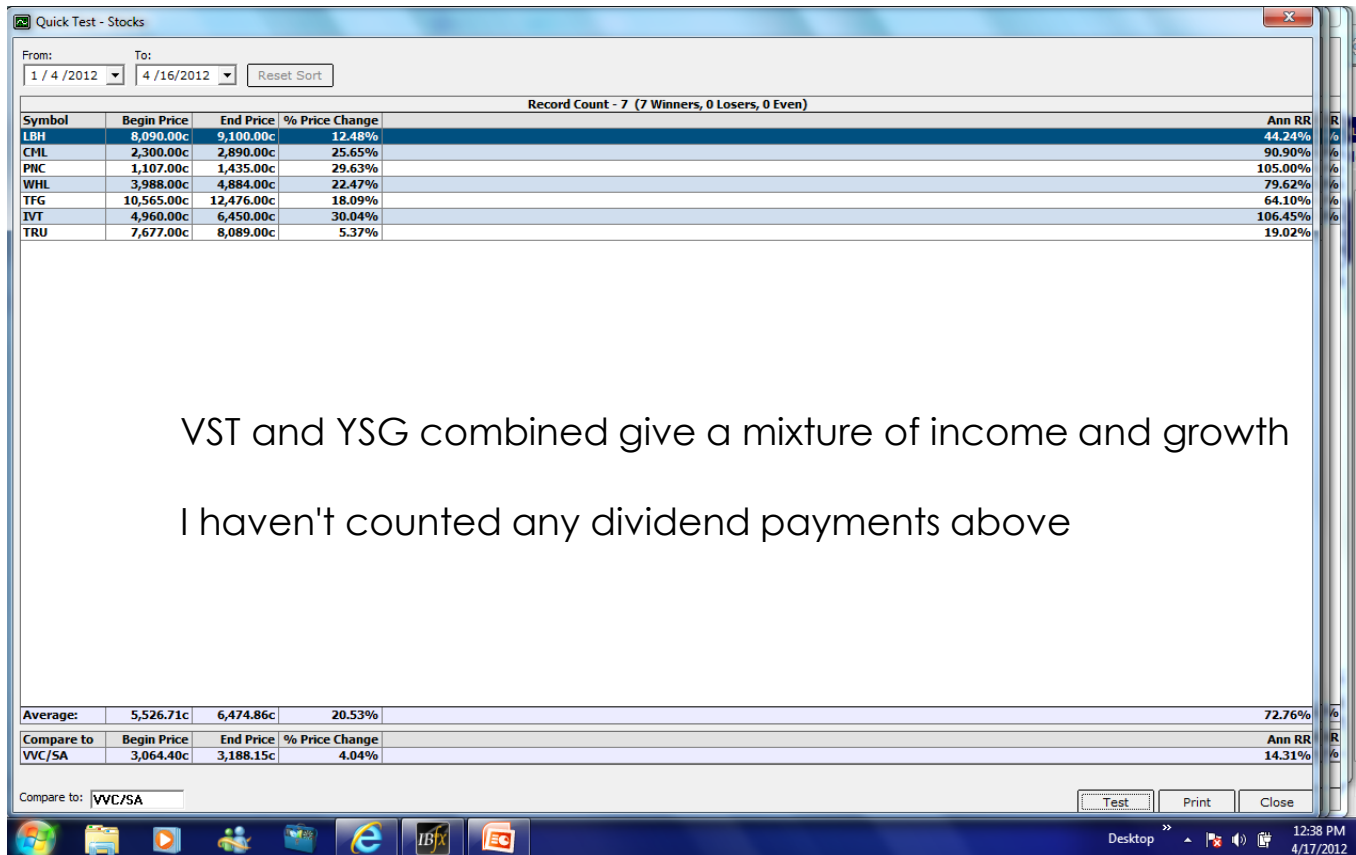 Quick Test - Stocks
From: To:
1 / 4 /2012 4 /16/2012 Reset Sort
Record Count - 7 (7 Winners, 0 Losers, 0 Even)
Symbol Begin Price End Price % Price Change Ann RR R
LBH 8,090.00c 9,100.00c 12.48% 44.24% %
CML 2,300.00c 2,890.00c 25.65% 90.90% %
PNC 1,107.00c 1,435.00c 29.63% 105.00% %
WHL 3,988.00c 4,884.00c 22.47% 79.62% %
TFG 10,565.00c 12,476.00c 18.09% 64.10% %
IVT 4,960.00c 6,450.00c 30.04% 106.45% %
TRU 7,677.00c 8,089.00c 5.37% 19.02%
VST and YSG combined give a mixture of income and growth
I haven't counted any dividend payments above
Average: 5,526.71c 6,474.86c 20.53% 72.76% %
Compare to Begin Price End Price % Price Change Ann RR R
VVC/SA 3,064.40c 3,188.15c 4.04% 14.31% %
Compare to: VVC/SA Test Print Close
IBfx Desktop » 12:38 PM
4/17/2012